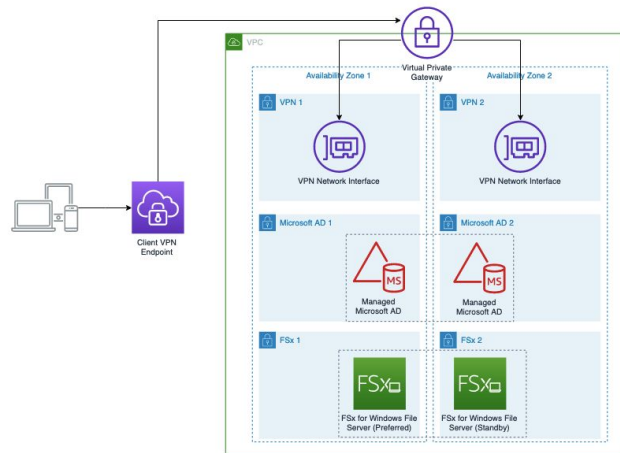 VPC
Virtual Private
Gateway
Availability Zone 1
Availability Zone 2
VPN 1
VPN 2
VPN Network Interface
VPN Network Interface
Client VPN
Endpoint
Microsoft AD 1
Microsoft AD 2
MS
MS
Managed
Microsoft AD
Managed
Microsoft AD
FSx 1
FSx 2
FSx
FSx
FSx for Windows File
Server (Preferred)
FSx for Windows File
Server (Standby)